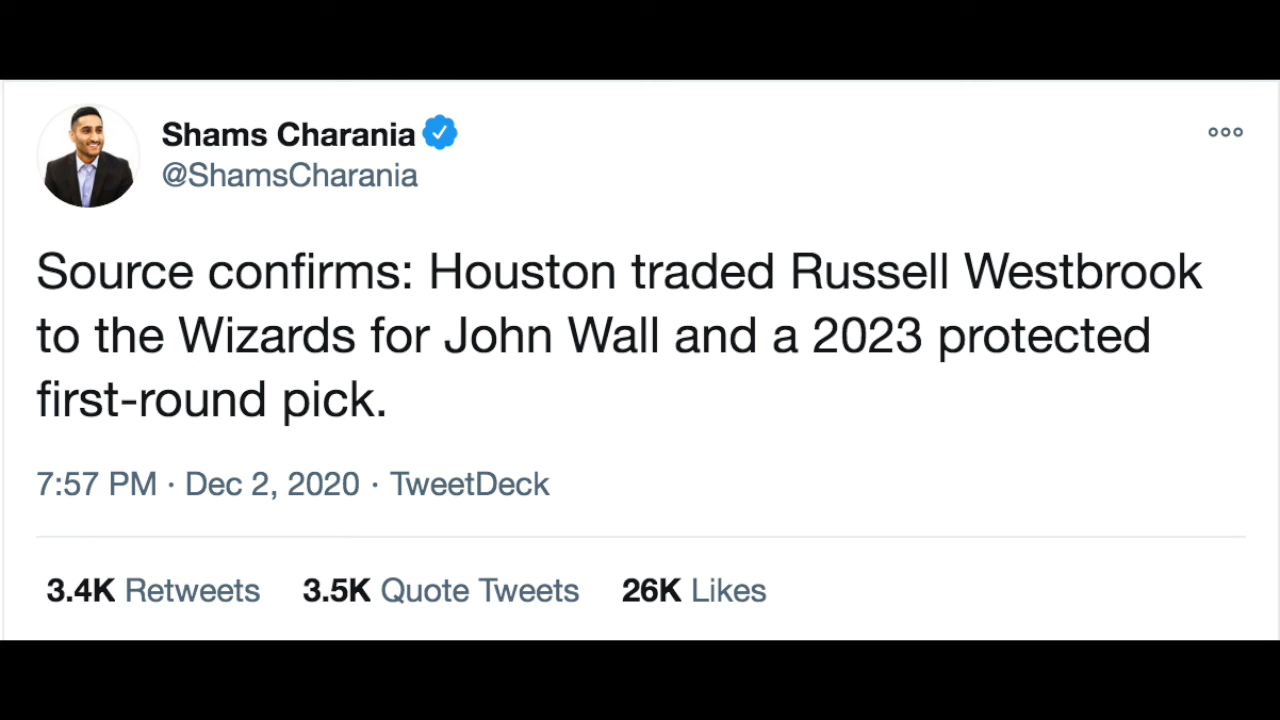 Shams Charania
@ShamsCharania
Source confirms: Houston traded Russell Westbrook
to the Wizards for John Wall and a 2023 protected
first-round pick.
7:57 PM · Dec 2, 2020 · TweetDeck
3.4K Retweets 3.5K Quote Tweets 26K Likes